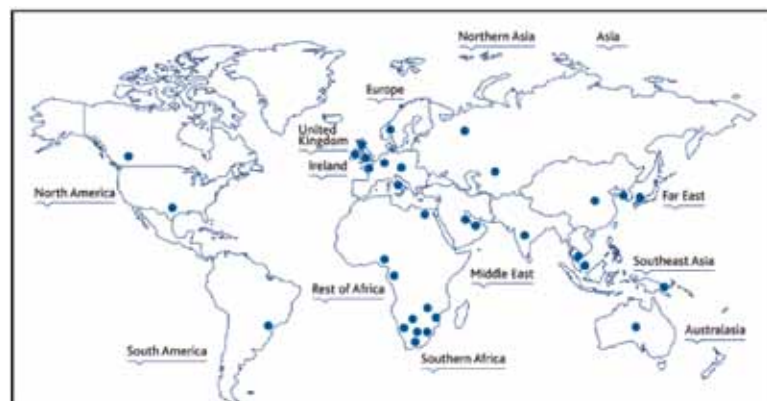 Northern Asia
Asia
Europe
United
Kingdom
Ireland
North America
Far East
Southeast Asia
Middle East
Rest of Africa
Australasia
South America
Southern Africa